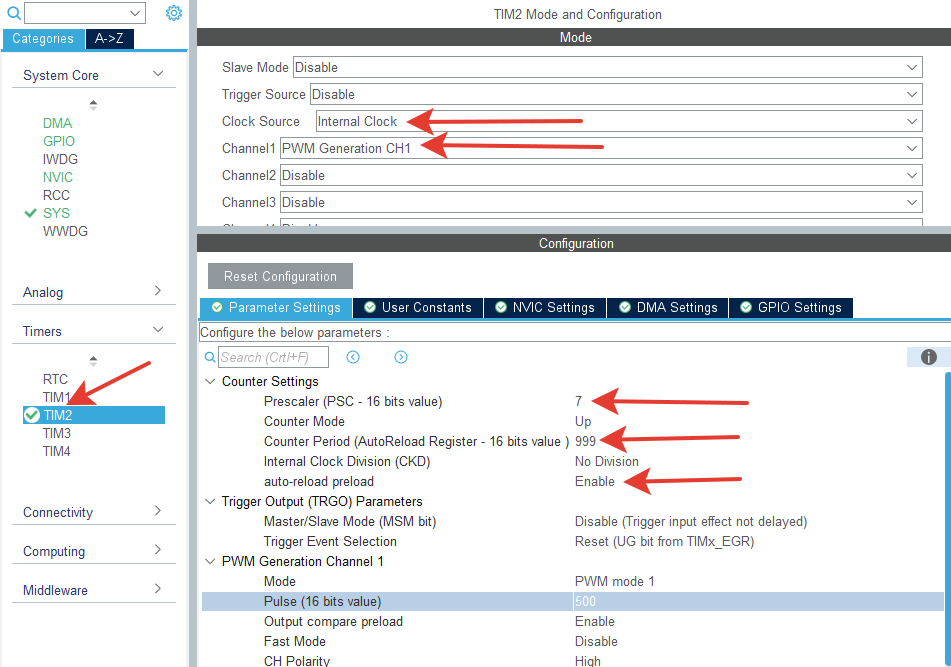 TIM2 Mode and Configuration
Categories
A->Z
System Core
DMA
GPIO
IWDG
NVIC
RCC
SYS
WWDG
Analog
Timers
RTC
TIM1
TIM2
TIM3
TIM4
Connectivity
Computing
Middleware
Mode
Slave Mode Disable
Trigger Source Disable
Clock Source Internal Clock
Channel1 PWM Generation CH1
Channel2 Disable
Channel3 Disable
Configuration
Reset Configuration
Parameter Settings User Constants NVIC Settings DMA Settings GPIO Settings
Configure the below parameters :
Search (Crtl+F)
Counter Settings
Prescaler (PSC - 16 bits value) 7
Counter Mode Up
Counter Period (AutoReload Register - 16 bits value ) 999
Internal Clock Division (CKD) No Division
auto-reload preload Enable
Trigger Output (TRGO) Parameters
Master/Slave Mode (MSM bit) Disable (Trigger input effect not delayed)
Trigger Event Selection Reset (UG bit from TIMx_EGR)
PWM Generation Channel 1
Mode PWM mode 1
Pulse (16 bits value) 500
Output compare preload Enable
Fast Mode Disable
CH Polarity High